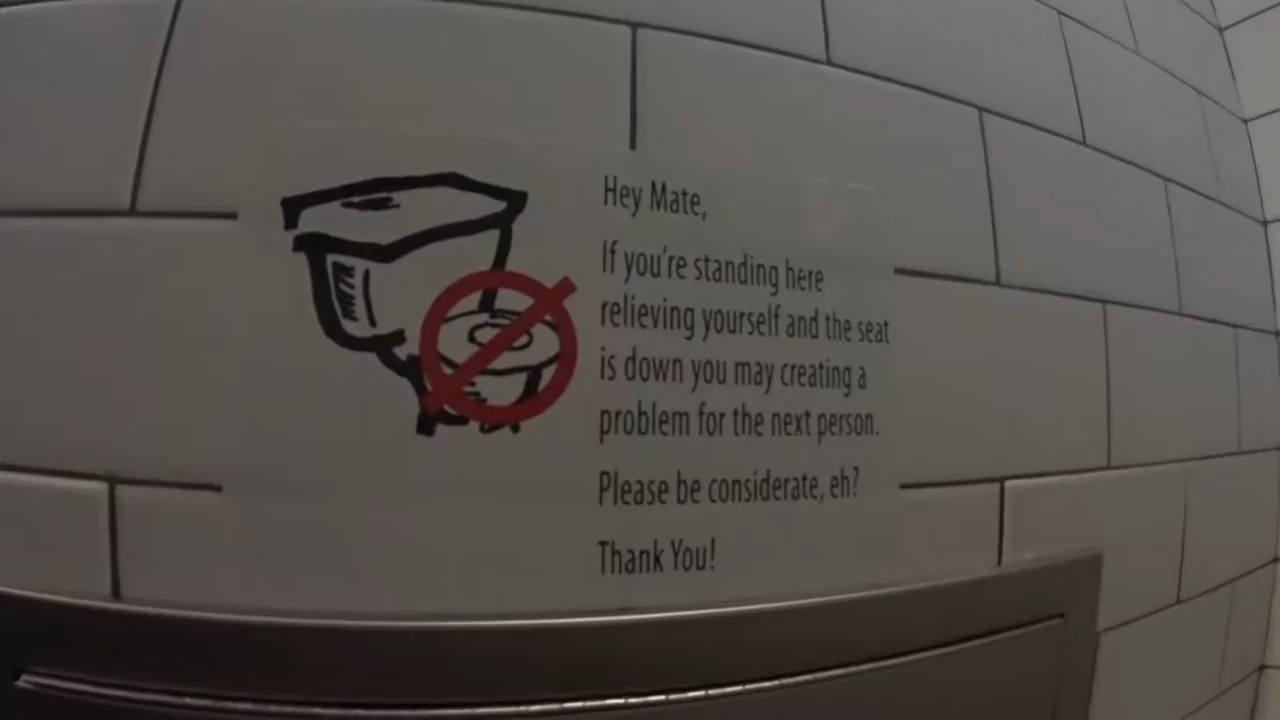 Hey Mate,
If you're standing here
relieving yourself and the seat
is down you may creating a
problem for the next person.
Please be considerate, eh?
Thank You!